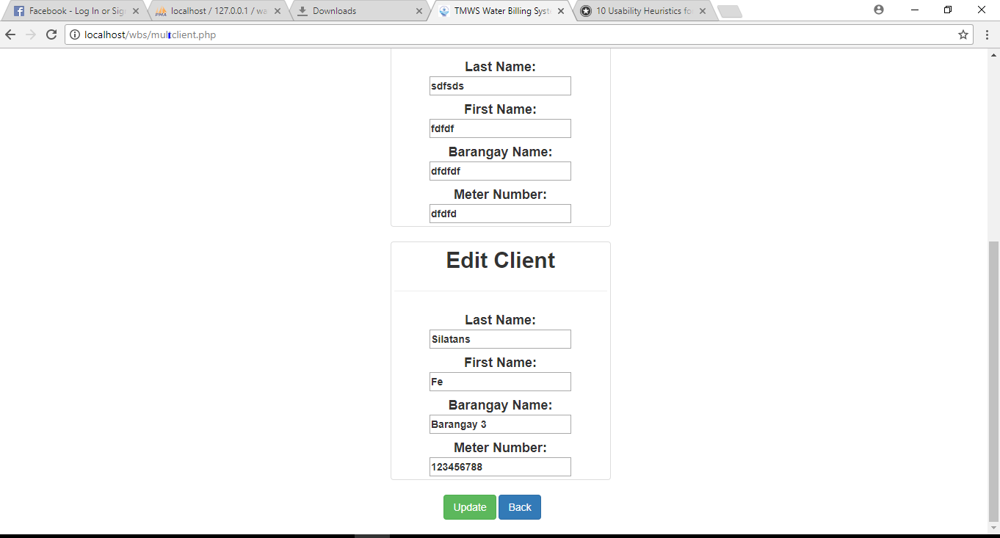 Facebook - Log In or Sig
localhost / 127.0.0.1 / wa
Downloads
TMWS Water Billing Syst
10 Usability Heuristics fo
localhost/wbs/multclient.php
Last Name:
sdfsds
First Name:
fdfdf
Barangay Name:
dfdfdf
Meter Number:
dfdfd
Edit Client
Last Name:
Silatans
First Name:
Fe
Barangay Name:
Barangay 3
Meter Number:
123456788
Update Back